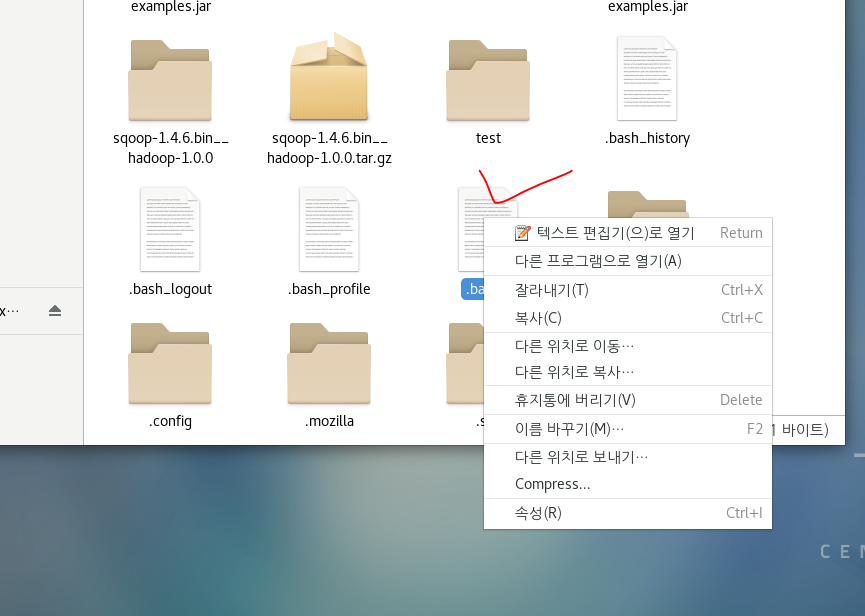 examples.jar
examples.jar
sqoop-1.4.6.bin__
hadoop-1.0.0
sqoop-1.4.6.bin__
hadoop-1.0.0.tar.gz
test
.bash_history
.bash_logout
.bash_profile
.ba
x…
.config
.mozilla
.s
텍스트 편집기(으)로 열기 Return
다른 프로그램으로 열기(A)
잘라내기(T) Ctrl+X
복사(C) Ctrl+C
다른 위치로 이동…
다른 위치로 복사…
휴지통에 버리기(V) Delete
이름 바꾸기(M)… F2
다른 위치로 보내기…
Compress...
속성(R) Ctrl+I
1 바이트)
CEN